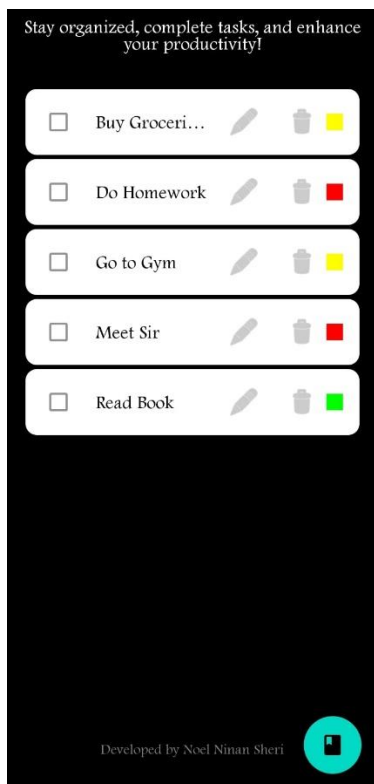 Stay organized, complete tasks, and enhance
your productivity!
Buy Groceri...
Do Homework
Go to Gym
Meet Sir
Read Book
Developed by Noel Ninan Sheri